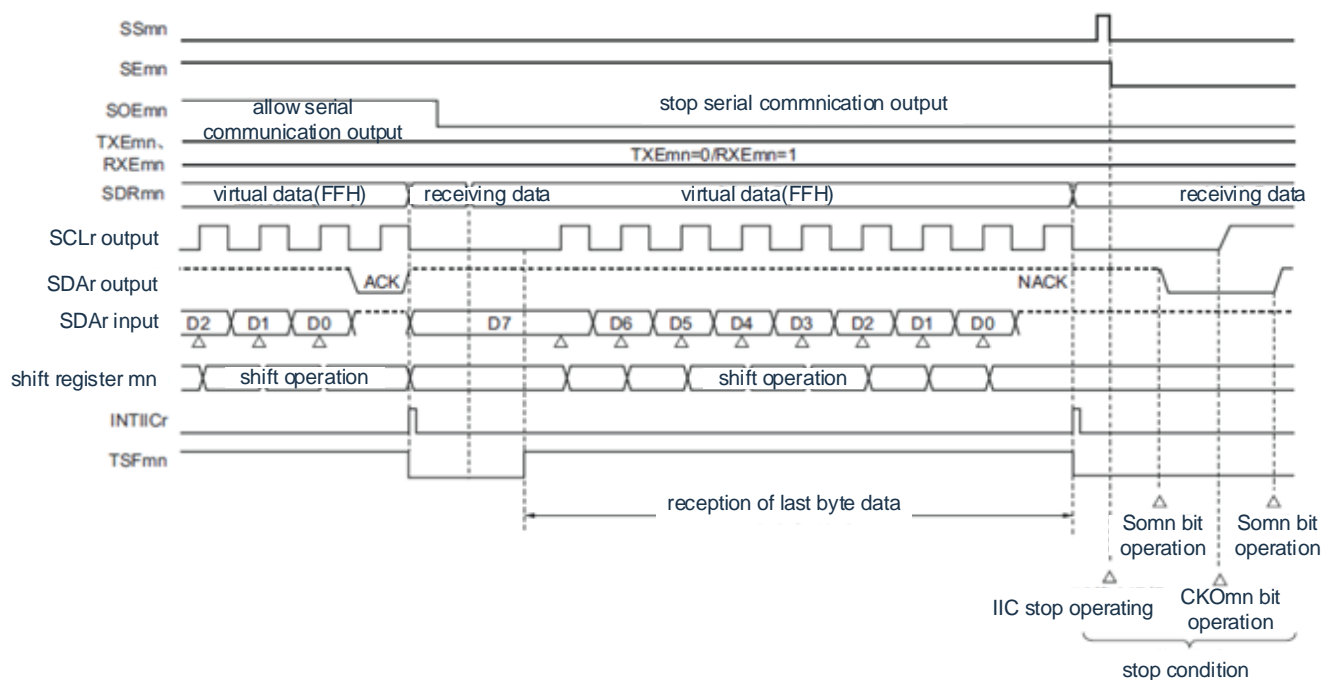 SSmn
SEmn
SOEmn
allow serial
communication output
stop serial commnication output
TXEmn、
RXEmn
TXEmn=0/RXEmn=1
SDRmn
virtual data(FFH)
receiving data
virtual data(FFH)
receiving data
SCLr output
SDAr output
ACK
NACK
SDAr input
D2
D1
D0
D7
D6
D5
D4
D3
D2
D1
D0
shift register mn
shift operation
shift operation
INTIICr
TSFmn
reception of last byte data
Somn bit
operation
Somn bit
operation
IIC stop operating
CKOmn bit
operation
stop condition